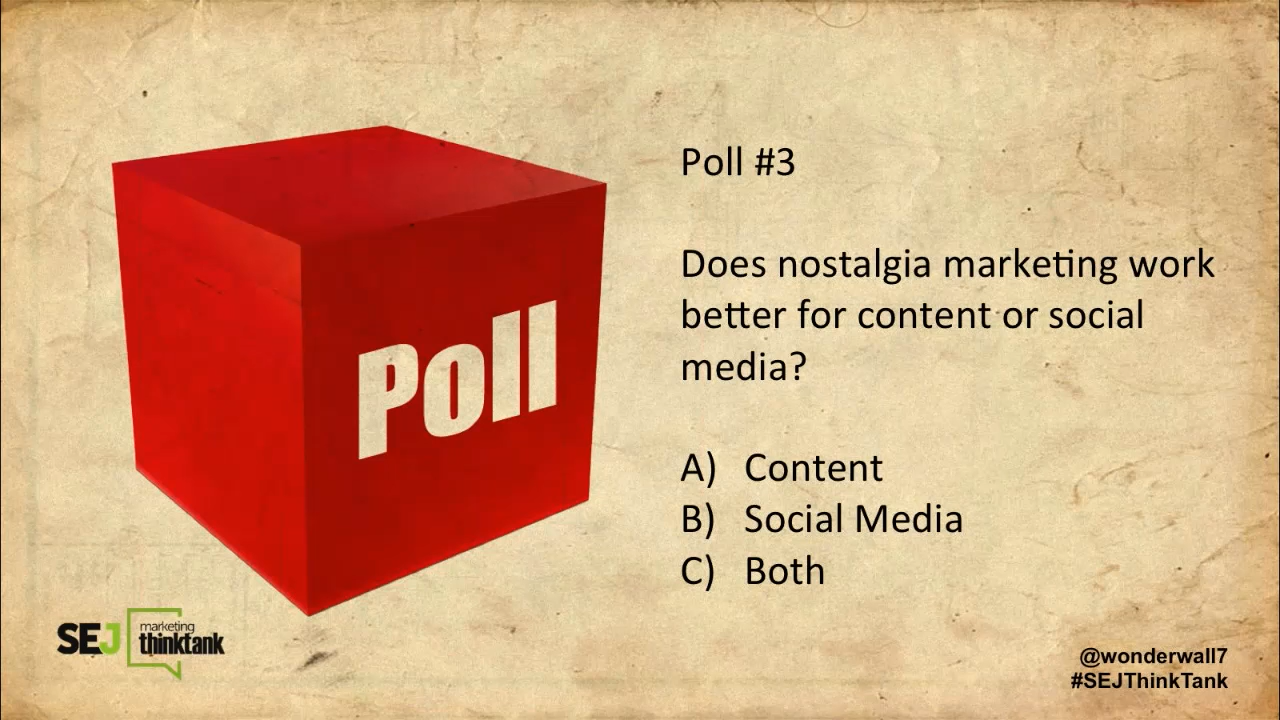 Poll
Poll #3
Does nostalgia marketing work
better for content or social
media?
A) Content
B) Social Media
C) Both
SEJ
marketing
thinktank
@wonderwall7
#SEJThinkTank